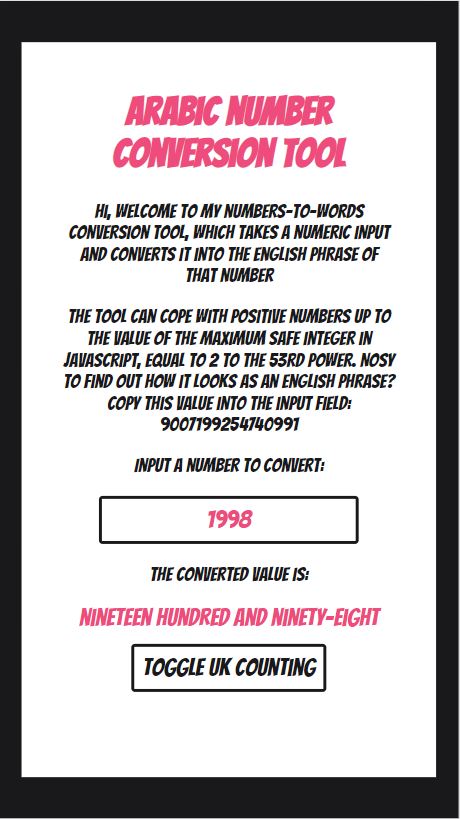 ARABIC NUMBER
CONVERSION TOOL
HI, WELCOME TO MY NUMBERS-TO-WORDS
CONVERSION TOOL, WHICH TAKES A NUMERIC INPUT
AND CONVERTS IT INTO THE ENGLISH PHRASE OF
THAT NUMBER
THE TOOL CAN COPE WITH POSITIVE NUMBERS UP TO
THE VALUE OF THE MAXIMUM SAFE INTEGER IN
JAVASCRIPT, EQUAL TO 2 TO THE 53RD POWER. NOSY
TO FIND OUT HOW IT LOOKS AS AN ENGLISH PHRASE?
COPY THIS VALUE INTO THE INPUT FIELD:
9007199254740991
INPUT A NUMBER TO CONVERT:
1998
THE CONVERTED VALUE IS:
NINETEEN HUNDRED AND NINETY-EIGHT
TOGGLE UK COUNTING